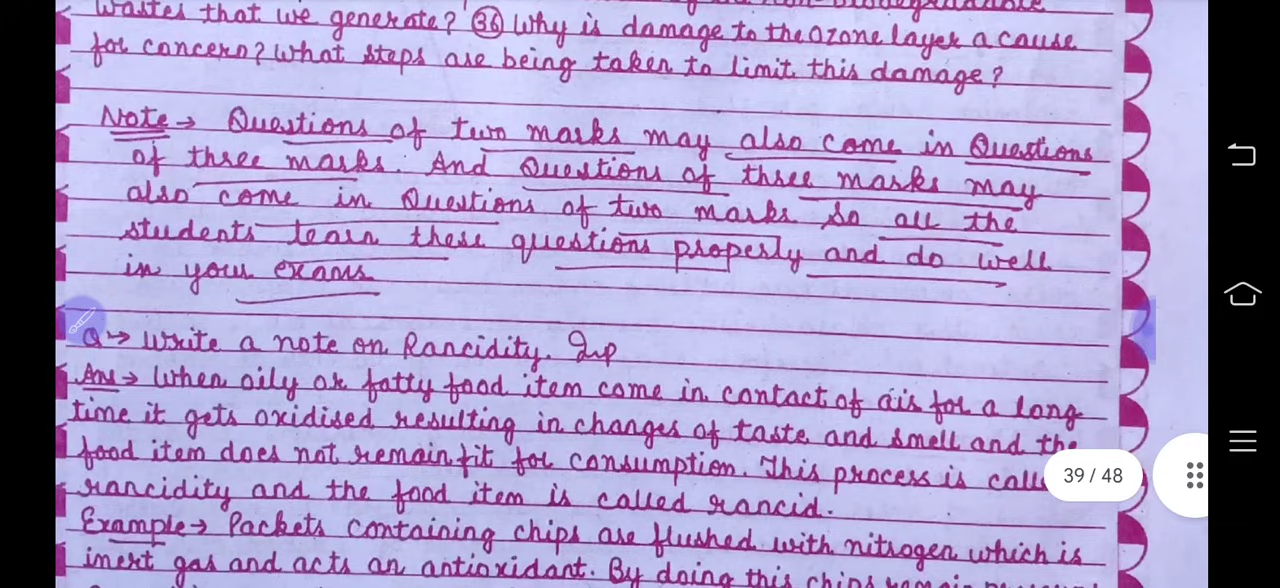 wastes that we generate? 36 Why is damage to the ozone layer a cause
for concern? What steps are being taken to limit this damage?
Note → Questions of two marks may also come in Questions
of three marks. And Questions of three marks may
also come in Questions of two marks so all the
students learn these questions properly and do well
in your exams
Q → Write a note on Rancidity. Imp
Ans → When oily or fatty food item come in contact of air for a long
time it gets oxidised resulting in changes of taste and smell and the
food item does not remain fit for consumption. This process is
rancidity and the food item is called rancid.
Example → Packets containing chips are flushed with nitrogen which is
inert gas and acts an antioxidant. By doing this chips remain
39 / 48